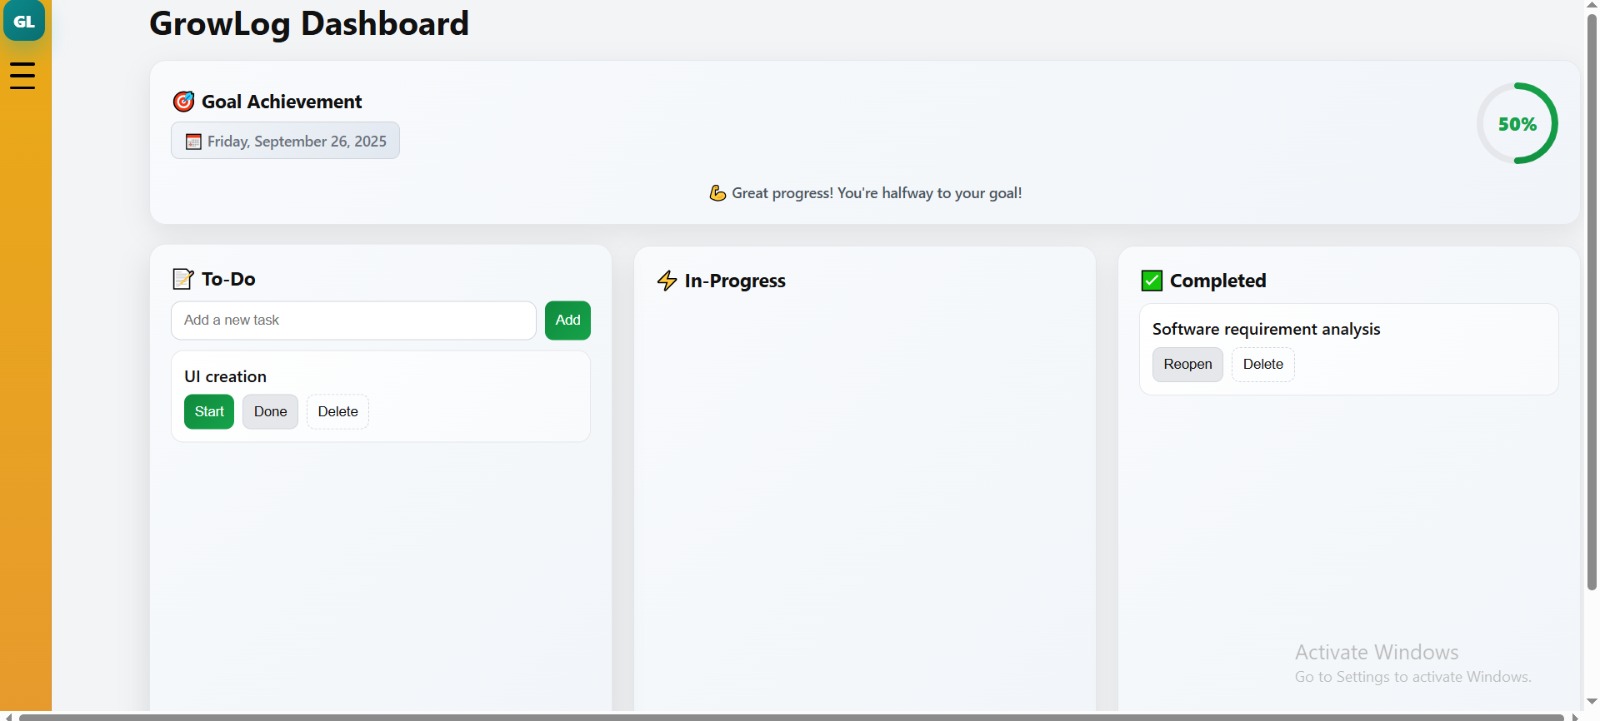 GL
GrowLog Dashboard
🎯 Goal Achievement
📅 Friday, September 26, 2025
50%
💪 Great progress! You're halfway to your goal!
📝 To-Do
Add a new task
Add
UI creation
Start Done Delete
⚡ In-Progress
✅ Completed
Software requirement analysis
Reopen Delete
Activate Windows
Go to Settings to activate Windows.